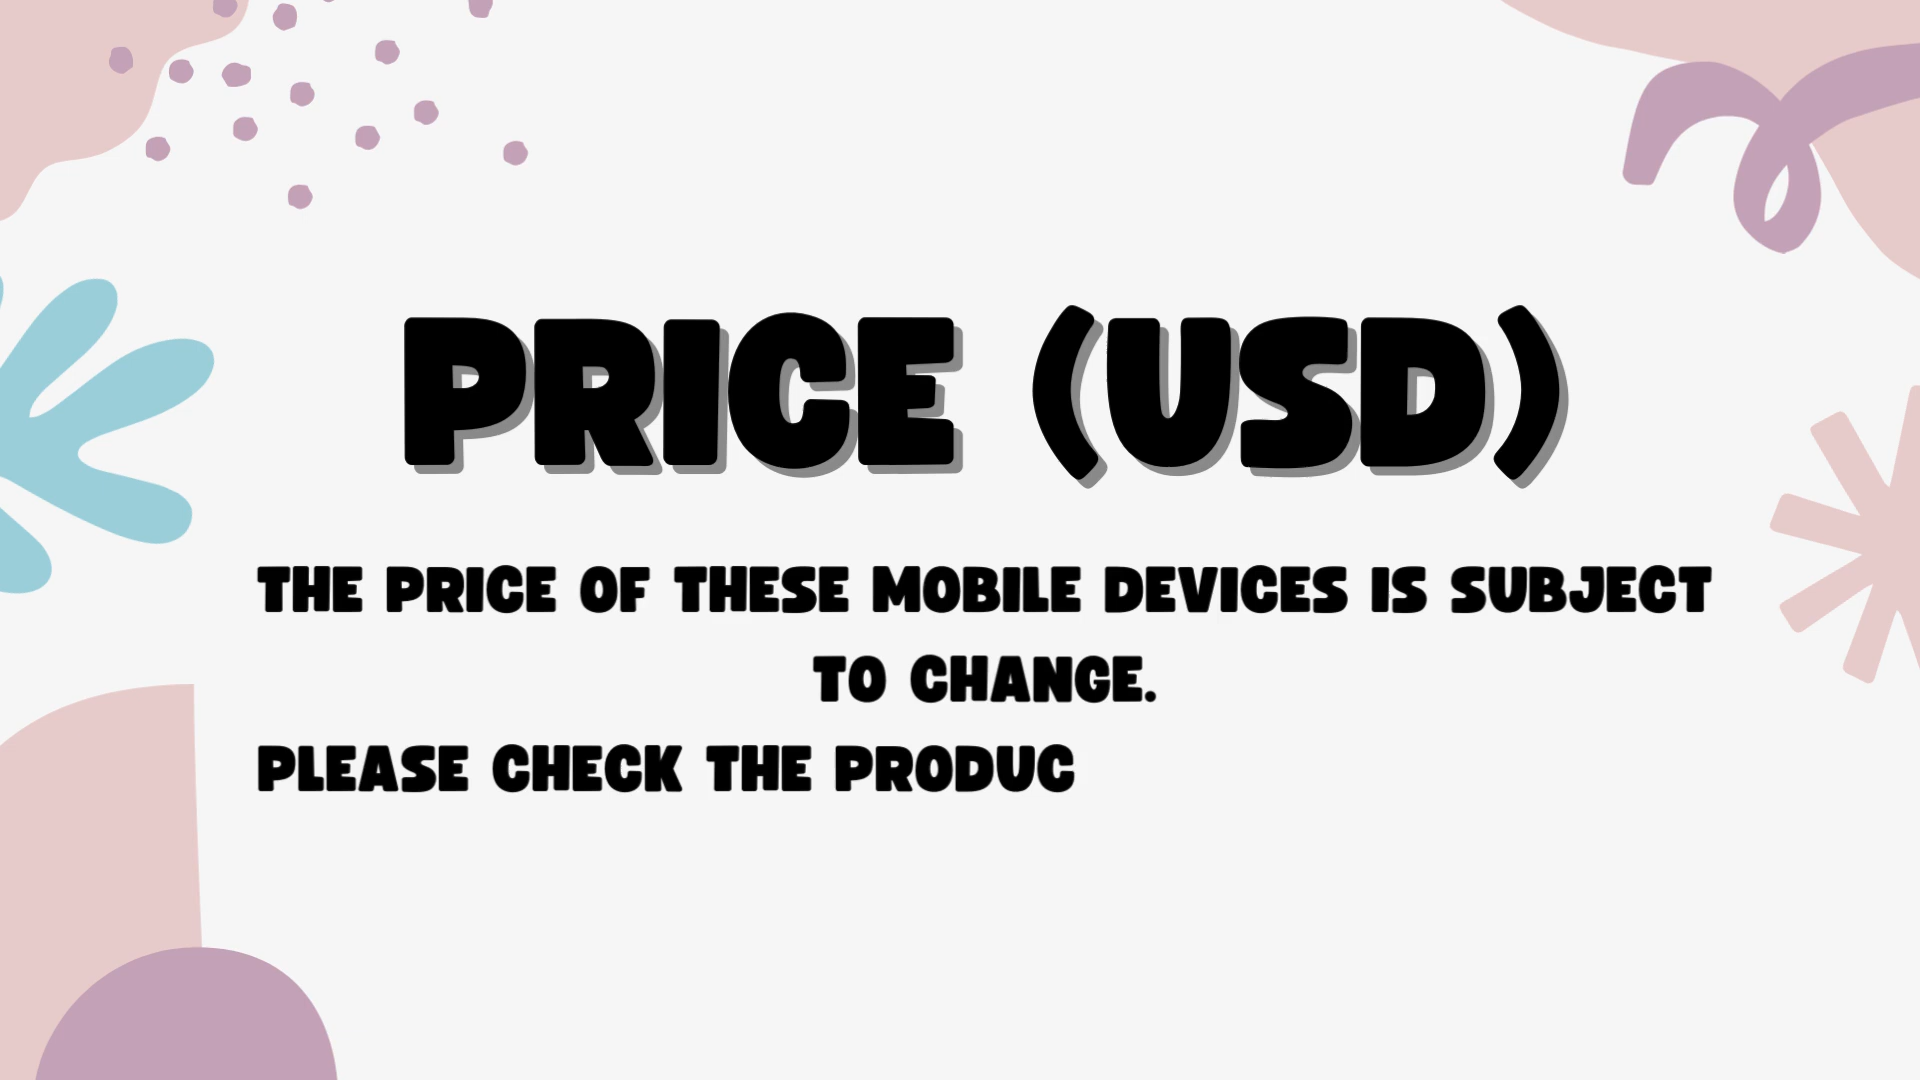 PRICE (USD)
THE PRICE OF THESE MOBILE DEVICES IS SUBJECT
TO CHANGE.
PLEASE CHECK THE PRODUC